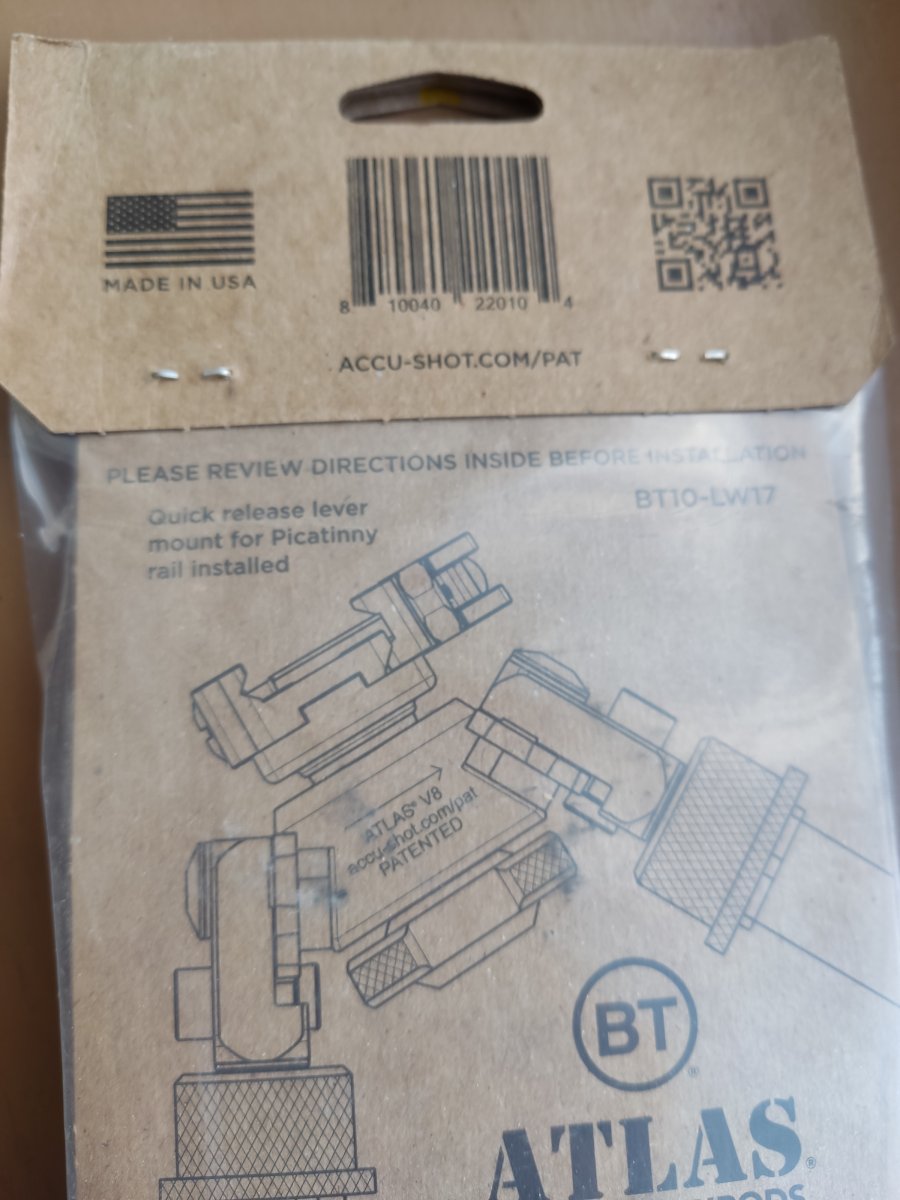 MADE IN USA
8 10040 22010 4
ACCU-SHOT.COM/PAT
PLEASE REVIEW DIRECTIONS INSIDE BEFORE INSTALLATION
BT10-LW17
Quick release lever
mount for Picatinny
rail installed
ATLAS® V8
accu-shot.com/pat
PATENTED
BT®
ATLAS®